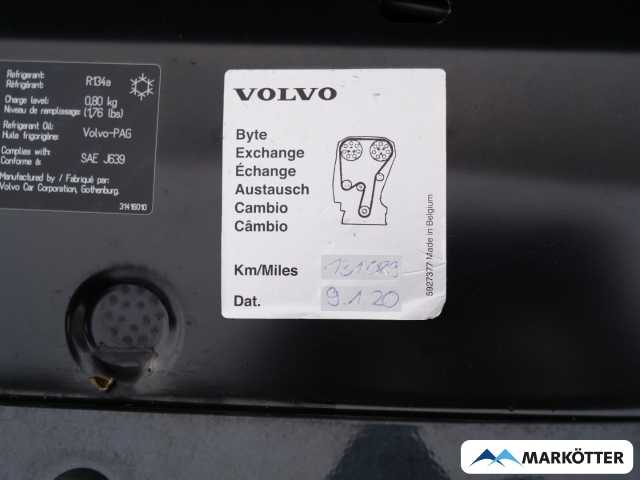 Refrigerant: R134a
Réfrigérant:
Charge level: 0,80 kg
Niveau de remplissage: (1,76 lbs)
Refrigerant Oil: Volvo-PAG
Huile frigorigène:
Complies with: SAE J639
Conforme à
Manufactured by / Fabriqué par:
Volvo Car Corporation, Gothenburg.
31416010
VOLVO
Byte
Exchange
Échange
Austausch
Cambio
Câmbio
Km/Miles
Dat. 9.1.20
5927377 Made in Belgium
MARKÖTTER